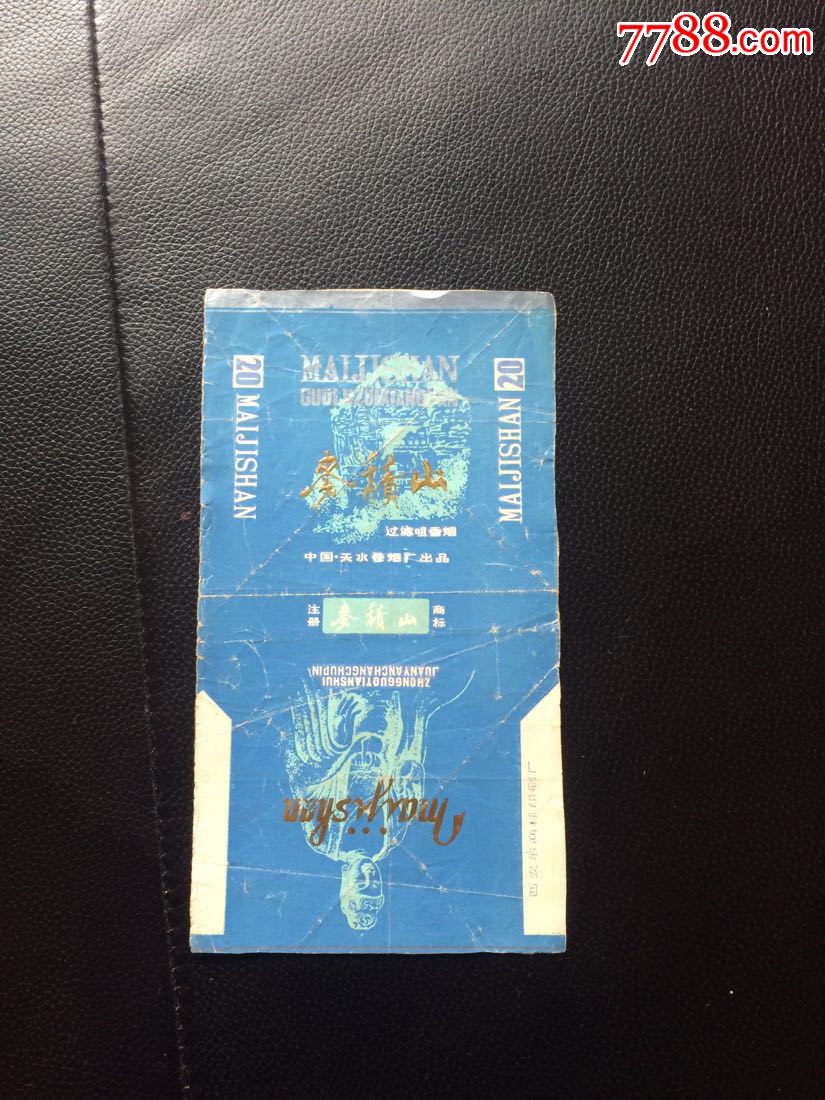 7788.com
MAIJISHAN
GUOLUZUIXIANGYAN
20 MAIJISHAN
MAIJISHAN 20
麦积山
过滤咀香烟
中国·天水卷烟厂出品
注册 麦积山 商标
ZHONGGUOTIANSHUI
JUANYANCHANGCHUPIN
Maijishan
西安市商标印刷厂